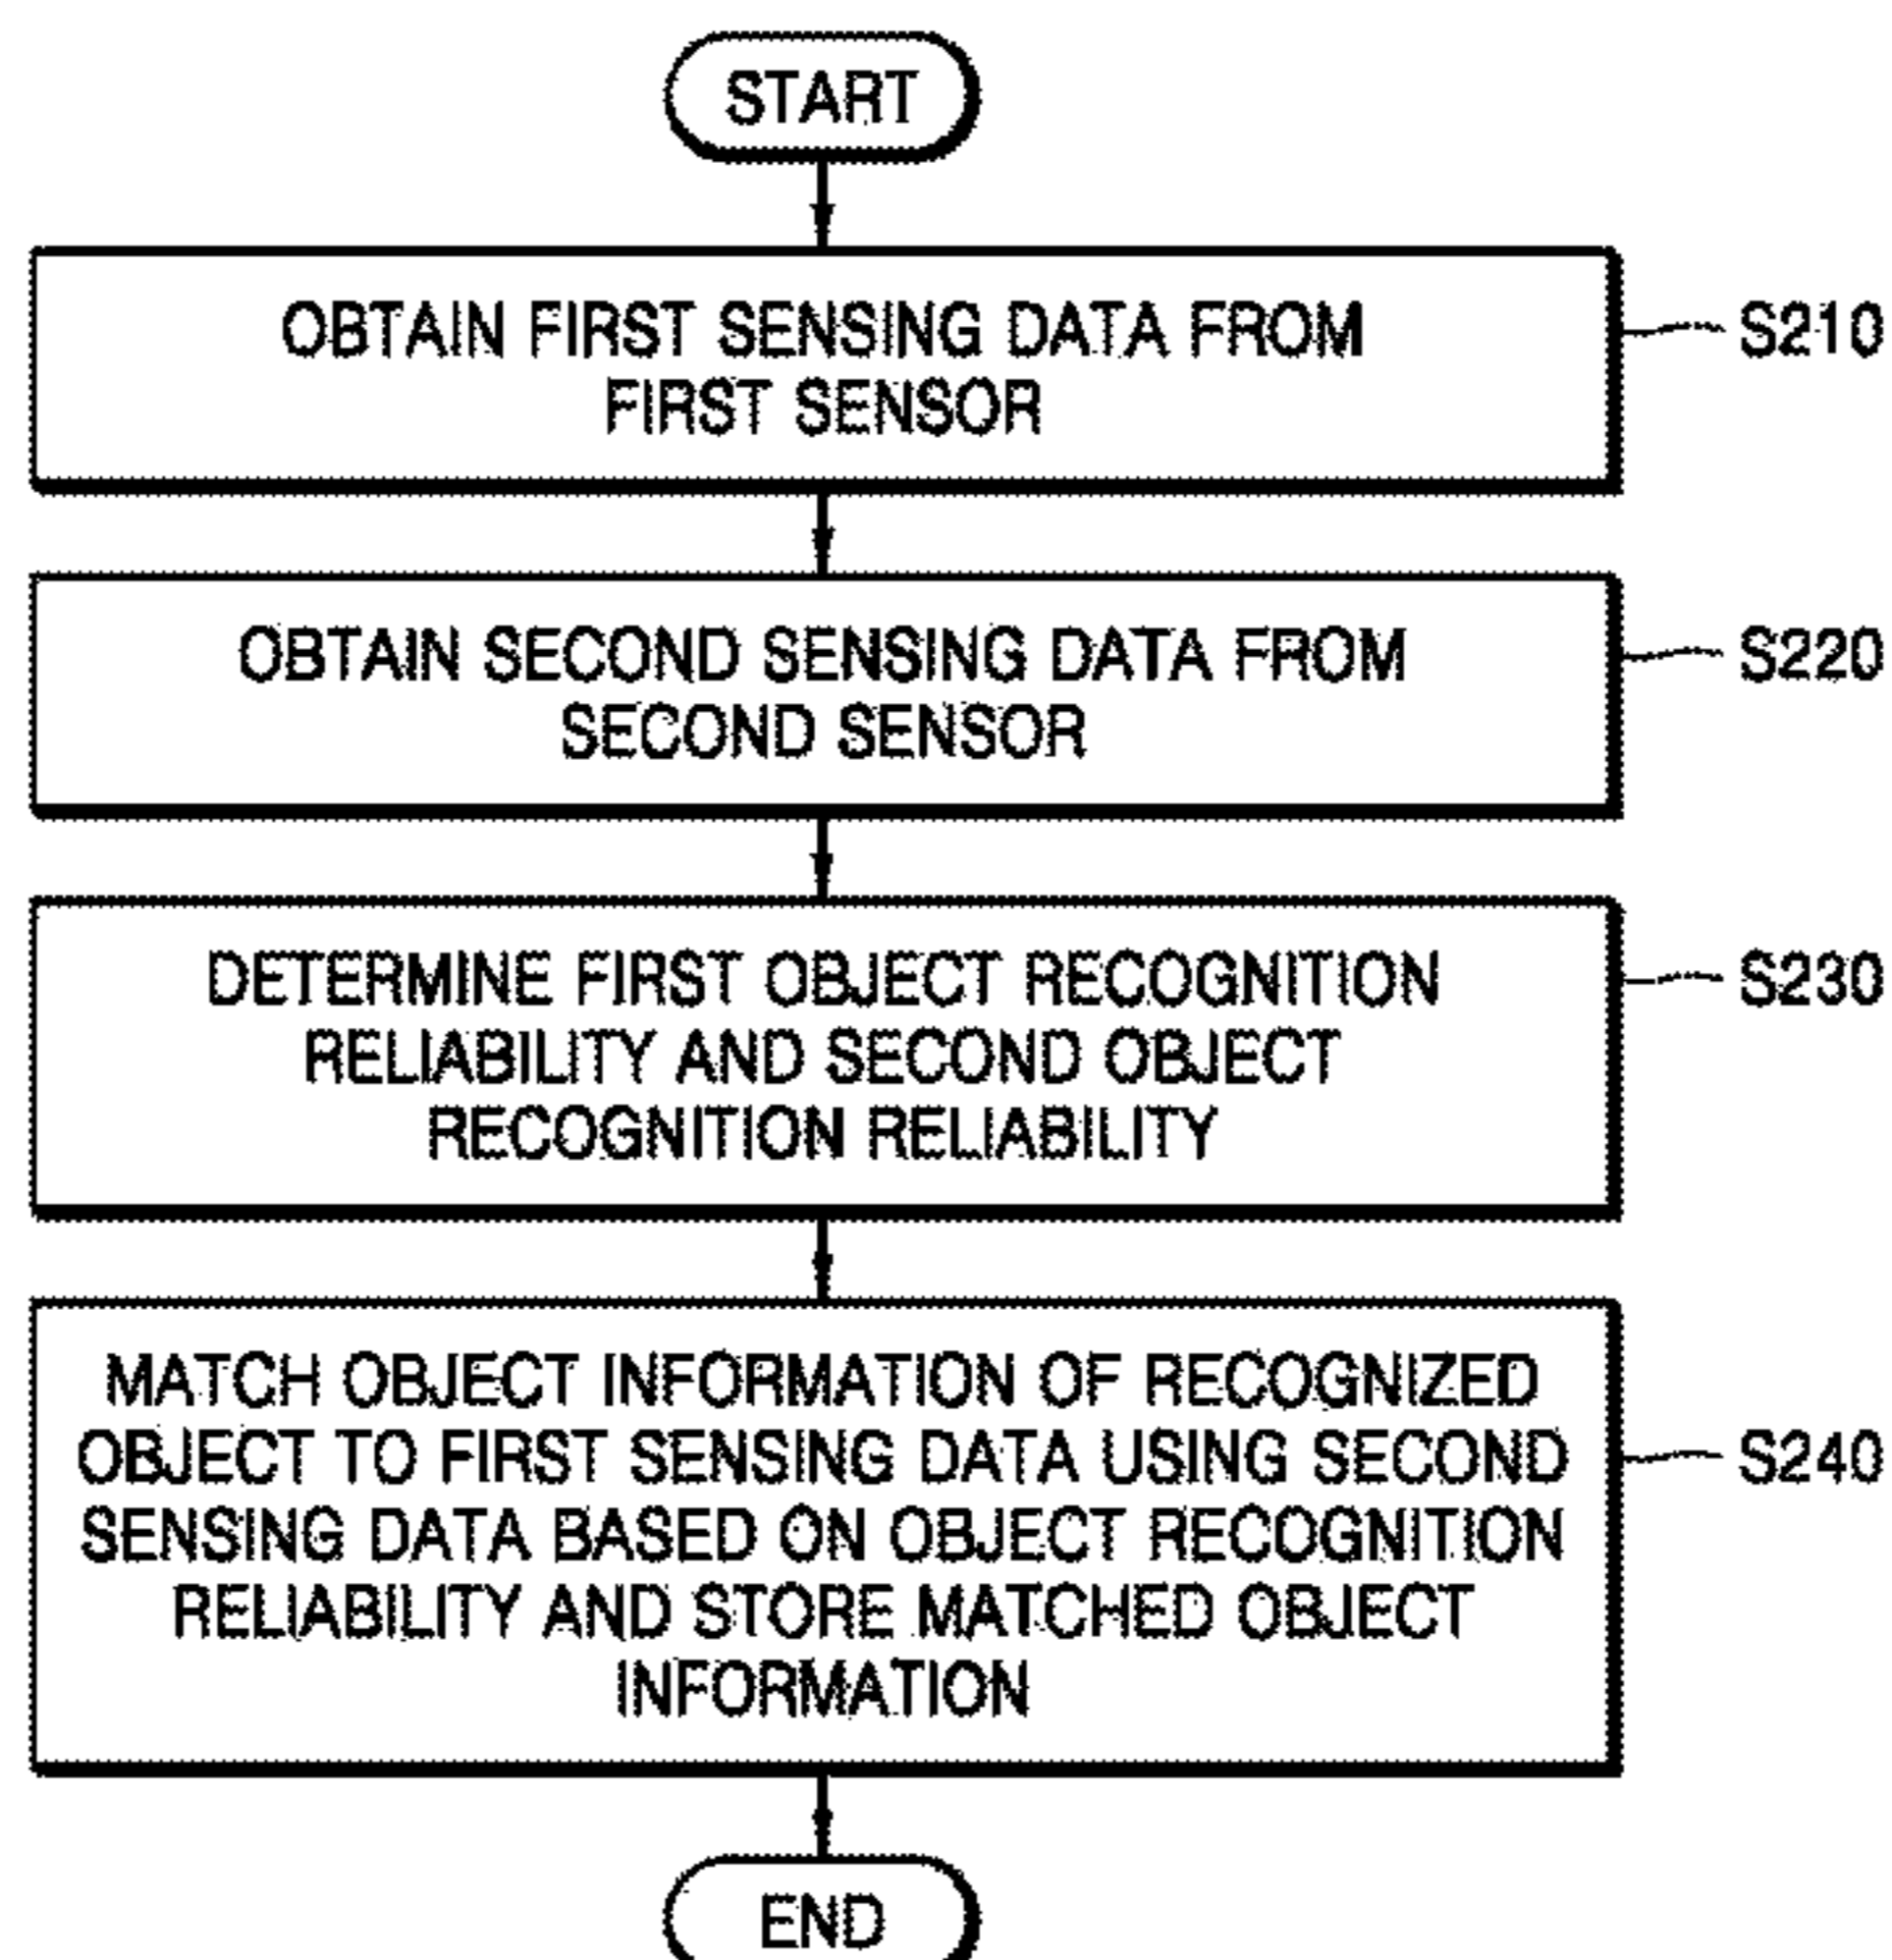 START
OBTAIN FIRST SENSING DATA FROM
FIRST SENSOR
S210
OBTAIN SECOND SENSING DATA FROM
SECOND SENSOR
S220
DETERMINE FIRST OBJECT RECOGNITION
RELIABILITY AND SECOND OBJECT
RECOGNITION RELIABILITY
S230
MATCH OBJECT INFORMATION OF RECOGNIZED
OBJECT TO FIRST SENSING DATA USING SECOND
SENSING DATA BASED ON OBJECT RECOGNITION
RELIABILITY AND STORE MATCHED OBJECT
INFORMATION
S240
END